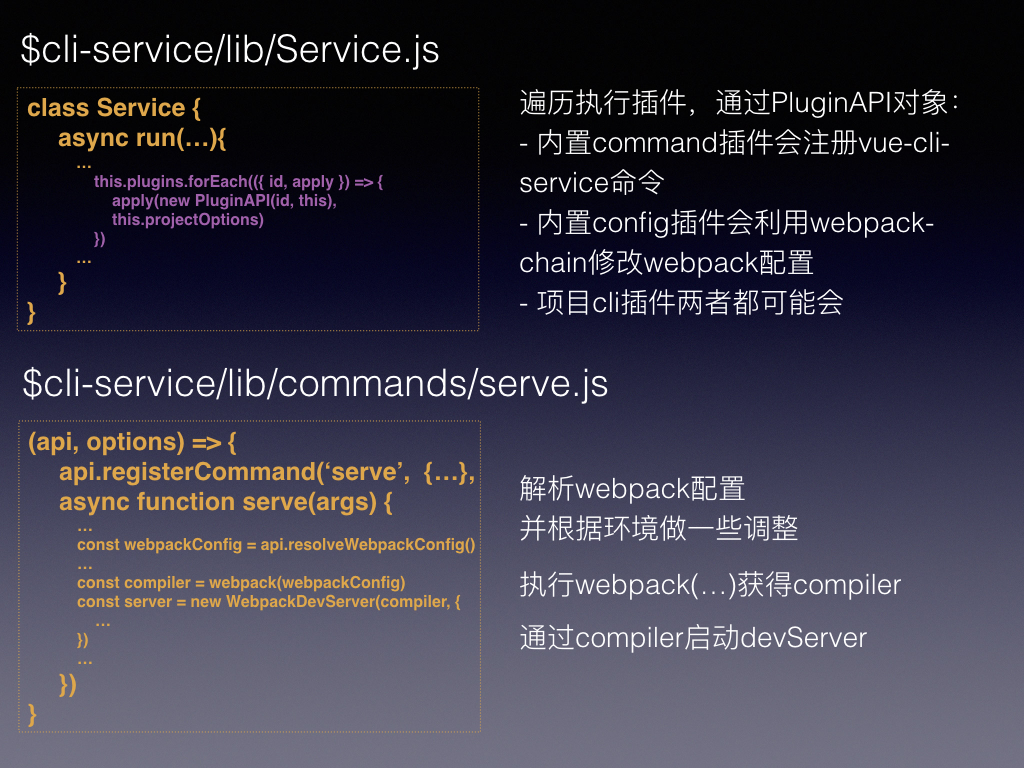 $cli-service/lib/Service.js
class Service {
async run(…){
…
this.plugins.forEach(({ id, apply }) => {
apply(new PluginAPI(id, this),
this.projectOptions)
})
…
}
}
遍历执行插件，通过PluginAPI对象：
- 内置command插件会注册vue-cli-
service命令
- 内置config插件会利用webpack-
chain修改webpack配置
- 项目cli插件两者都可能会
$cli-service/lib/commands/serve.js
(api, options) => {
api.registerCommand(‘serve’, {…},
async function serve(args) {
…
const webpackConfig = api.resolveWebpackConfig()
…
const compiler = webpack(webpackConfig)
const server = new WebpackDevServer(compiler, {
…
})
…
})
}
解析webpack配置
并根据环境做一些调整
执行webpack(…)获得compiler
通过compiler启动devServer